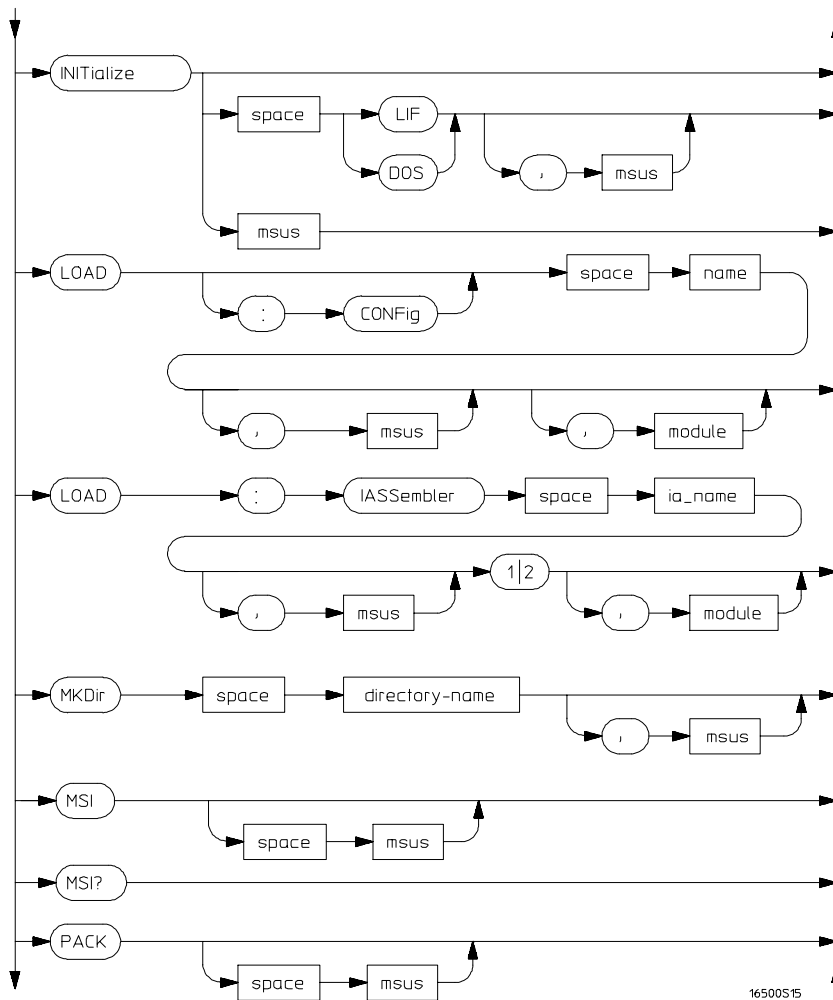 INITialize
space LIF
DOS , msus
msus
LOAD space name
: CONFig
, msus , module
LOAD : IASSembler space ia_name
1|2
, msus , module
MKDir space directory-name
, msus
MSI
space msus
MSI?
PACK
space msus
16500S15